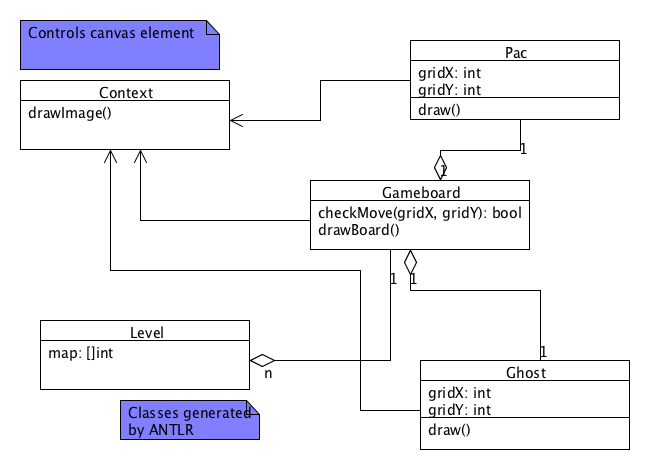 Controls canvas element
Context
drawImage()
Pac
gridX: int
gridY: int
draw()
1
1
Gameboard
checkMove(gridX, gridY): bool
drawBoard()
1
1
Level
map: []int
n
1
Ghost
gridX: int
gridY: int
draw()
Classes generated
by ANTLR